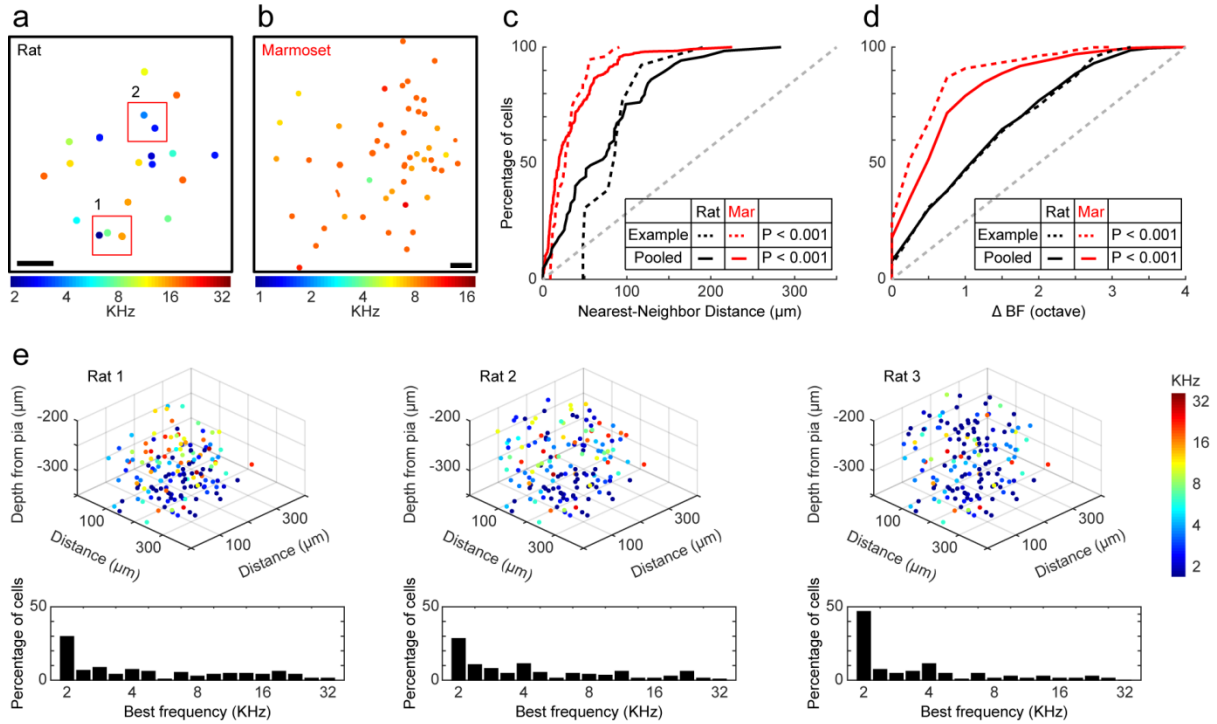 a
b
c
d
Rat
2
1
2 4 8 16 32
KHz
Marmoset
1 2 4 8 16
KHz
Percentage of cells
100
50
0
0 100 200 300
Nearest-Neighbor Distance (µm)
Rat Mar
Example P < 0.001
Pooled P < 0.001
100
50
0
0 1 2 3 4
Δ BF (octave)
Rat Mar
Example P < 0.001
Pooled P < 0.001
e
Rat 1
Depth from pia (µm)
-200
-300
100
300
Distance (µm)
100
300
Distance (µm)
Rat 2
Depth from pia (µm)
-200
-300
100
300
Distance (µm)
100
300
Distance (µm)
Rat 3
Depth from pia (µm)
-200
-300
100
300
Distance (µm)
100
300
Distance (µm)
KHz
32
16
8
4
2
Percentage of cells
50
0
2 4 8 16 32
Best frequency (KHz)
Percentage of cells
50
0
2 4 8 16 32
Best frequency (KHz)
Percentage of cells
50
0
2 4 8 16 32
Best frequency (KHz)